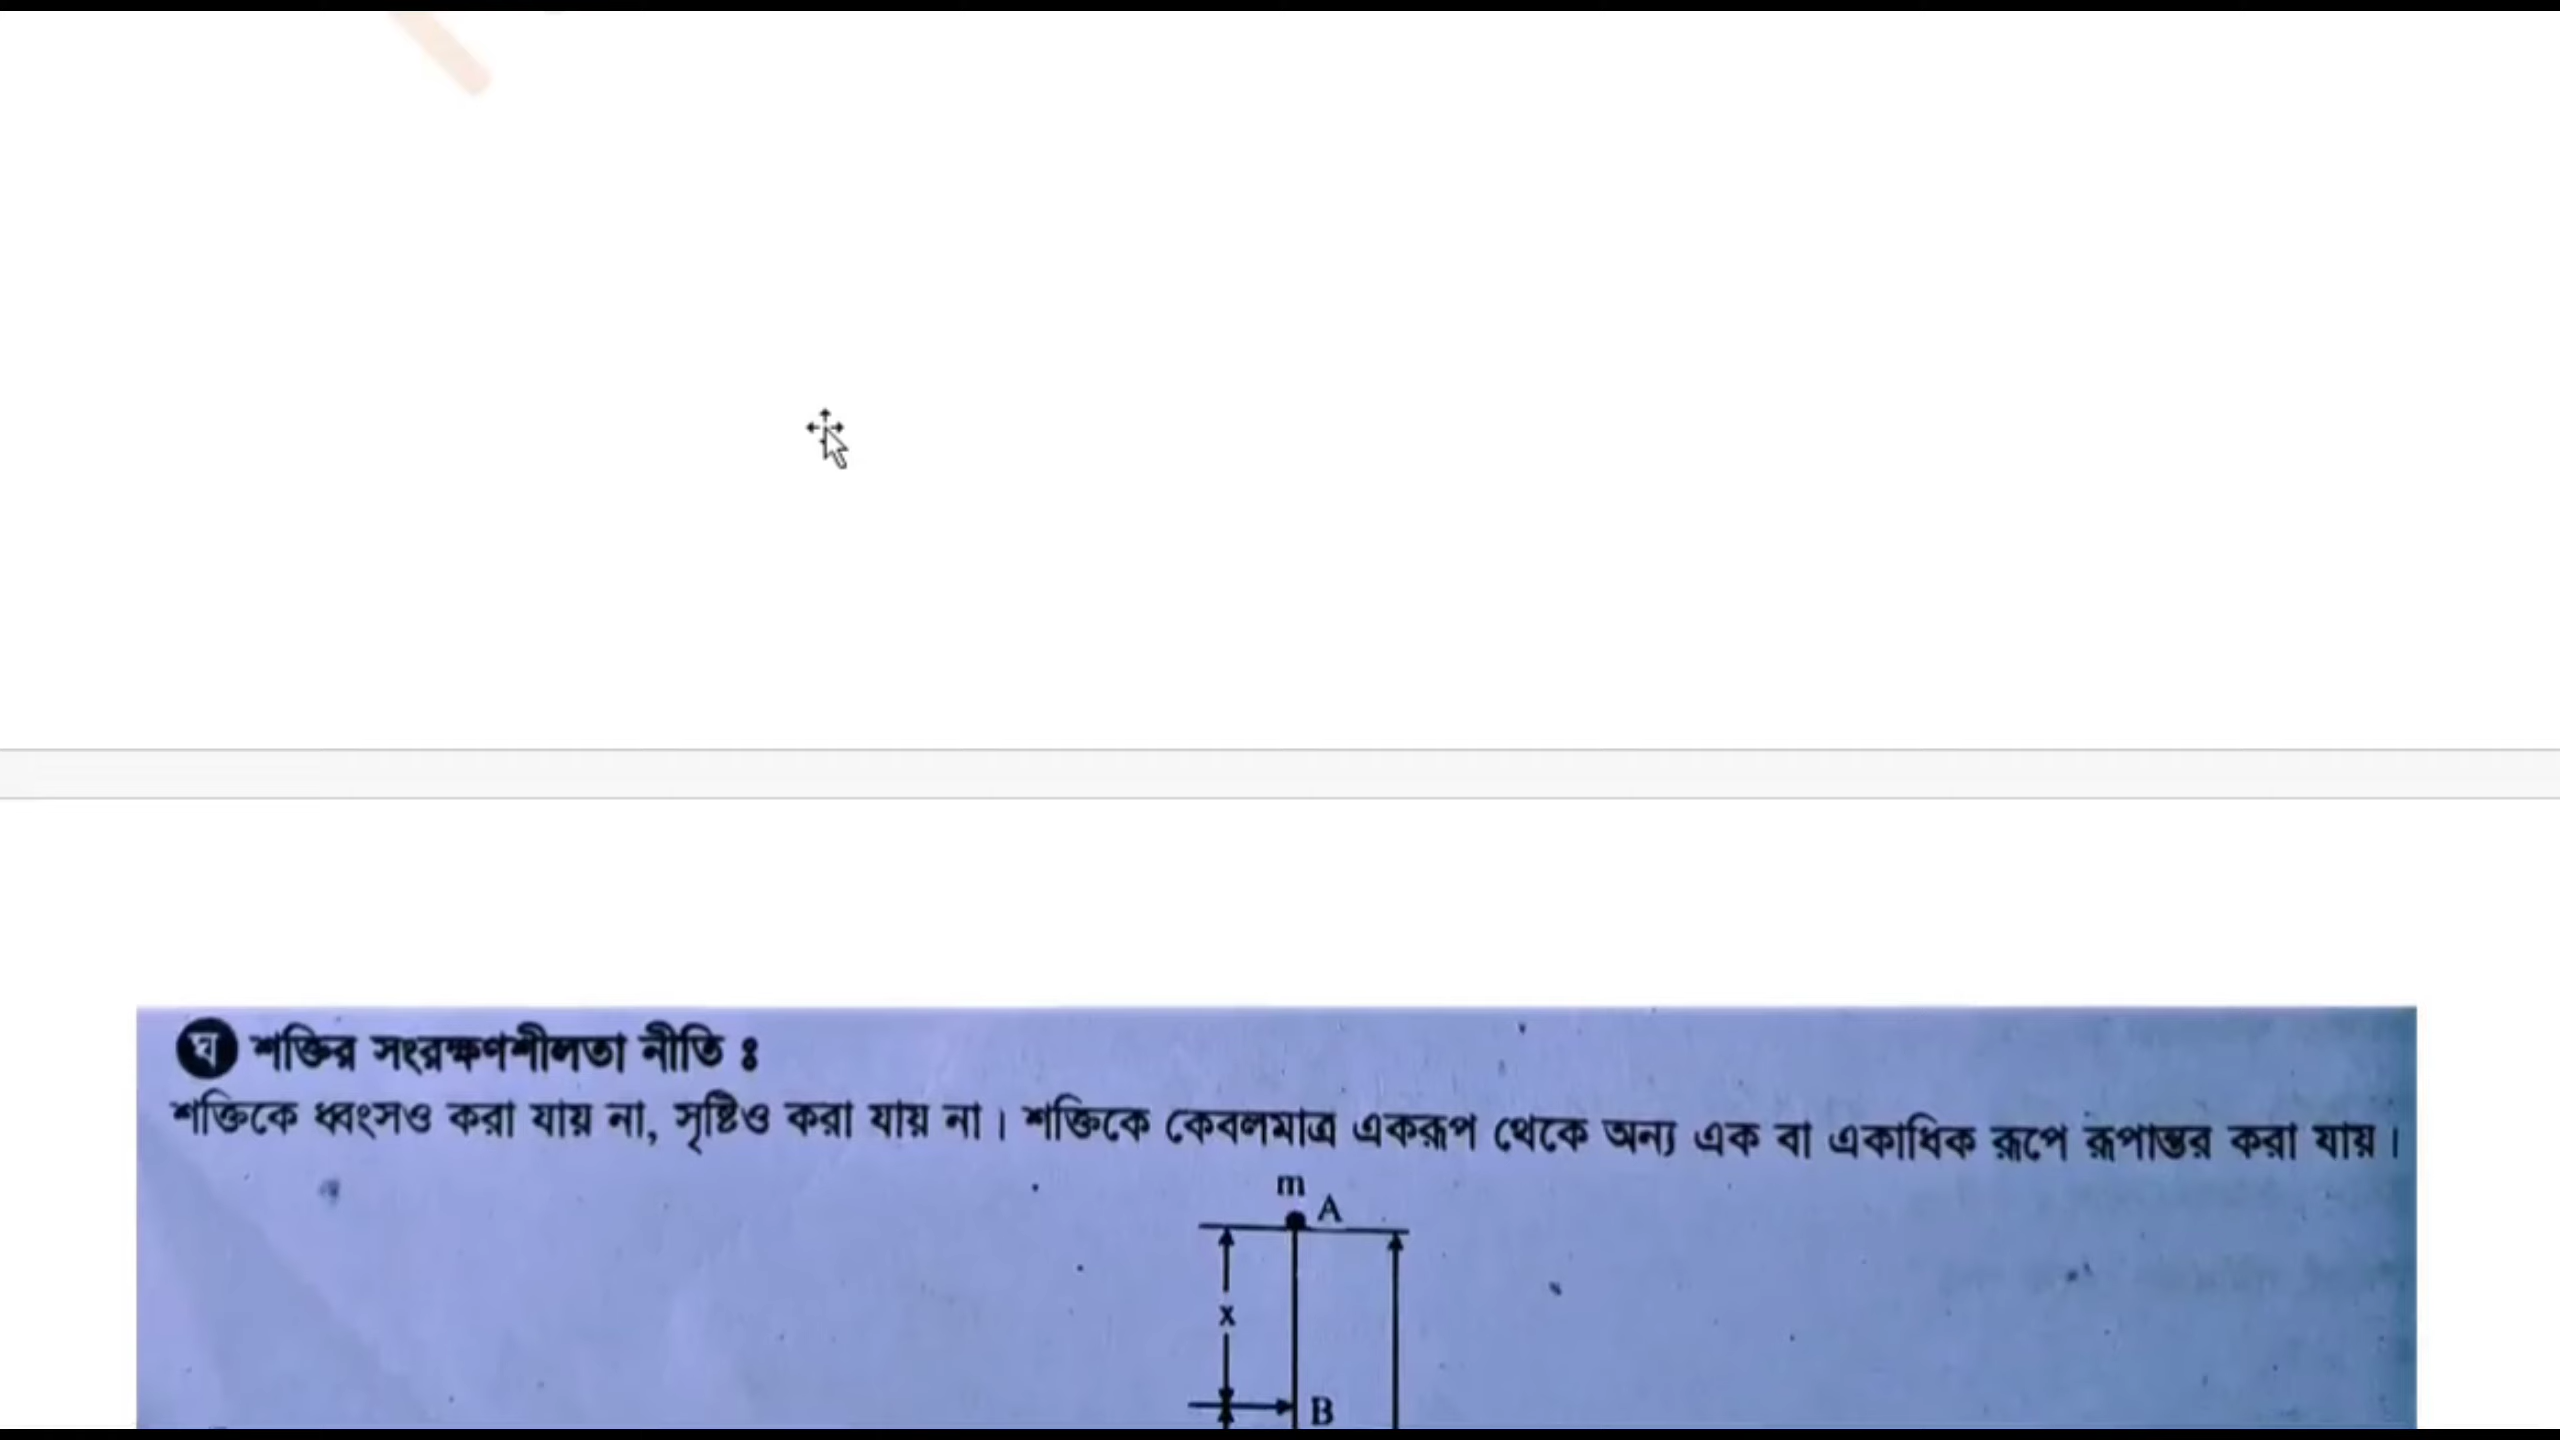 ঘ শক্তির সংরক্ষণশীলতা নীতি ঃ
শক্তিকে ধ্বংসও করা যায় না, সৃষ্টিও করা যায় না। শক্তিকে কেবলমাত্র একরূপ থেকে অন্য এক বা একাধিক রূপে রূপান্তর করা যায়।
m
A
x
B